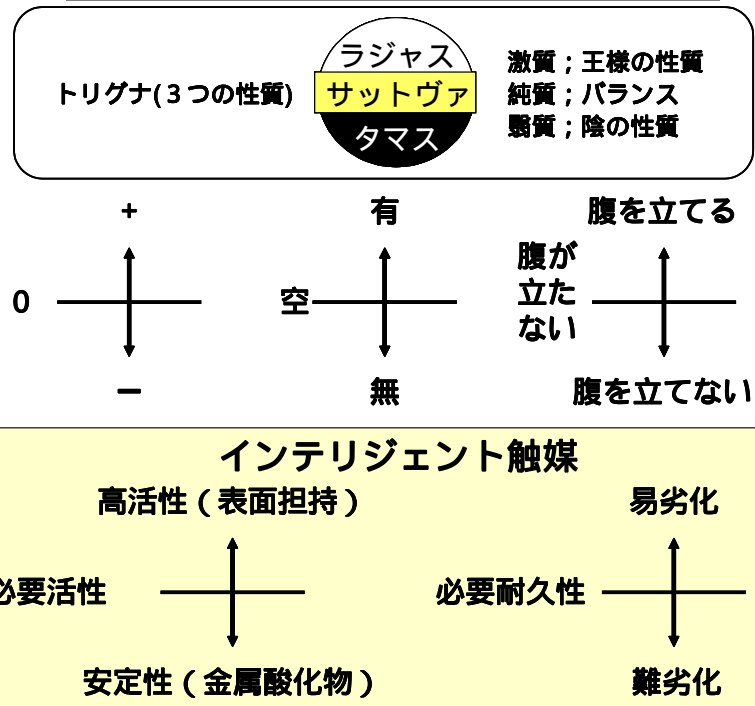 トリグナ(３つの性質)
ラジャス
サットヴァ
タマス
激質；王様の性質
純質；バランス
翳質；陰の性質
+
0
－
有
空
無
腹を立てる
腹が
立た
ない
腹を立てない
インテリジェント触媒
高活性（表面担持）
必要活性
安定性（金属酸化物）
易劣化
必要耐久性
難劣化